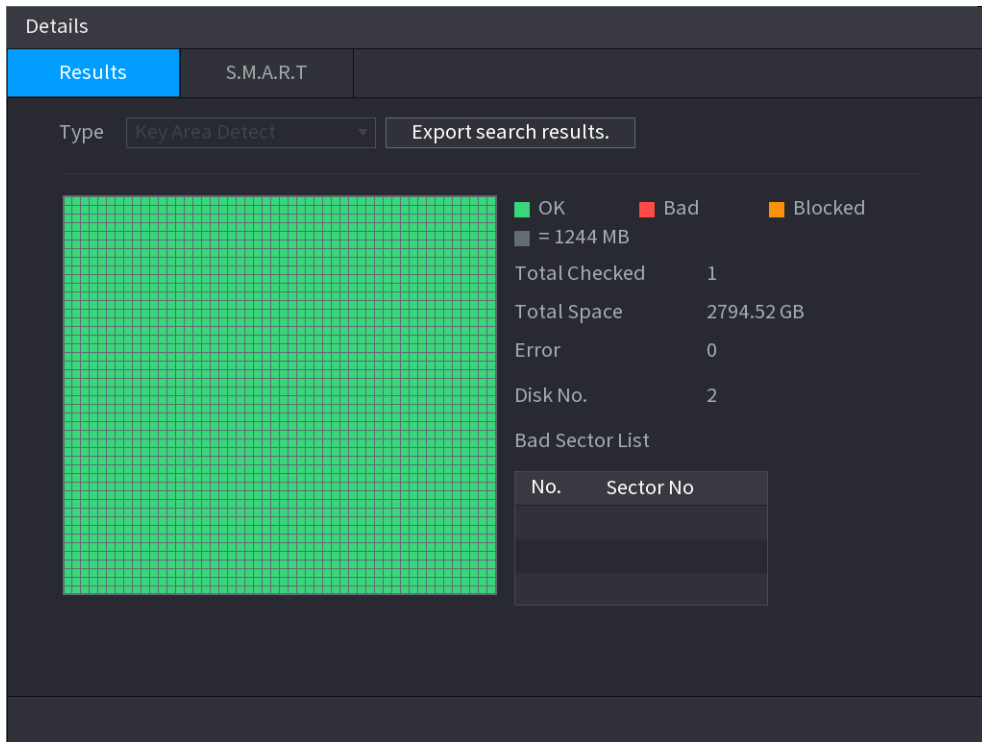 Details
Results S.M.A.R.T
Type Key Area Detect Export search results.
OK Bad Blocked
= 1244 MB
Total Checked 1
Total Space 2794.52 GB
Error 0
Disk No. 2
Bad Sector List
No. Sector No